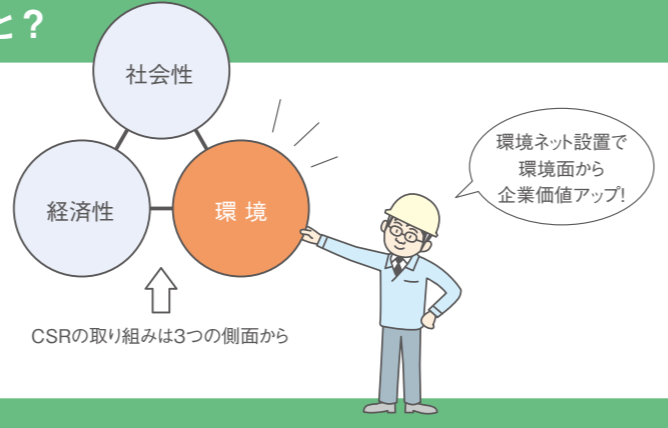 と？
社会性
経済性
環 境
環境ネット設置で
環境面から
企業価値アップ!
CSRの取り組みは3つの側面から